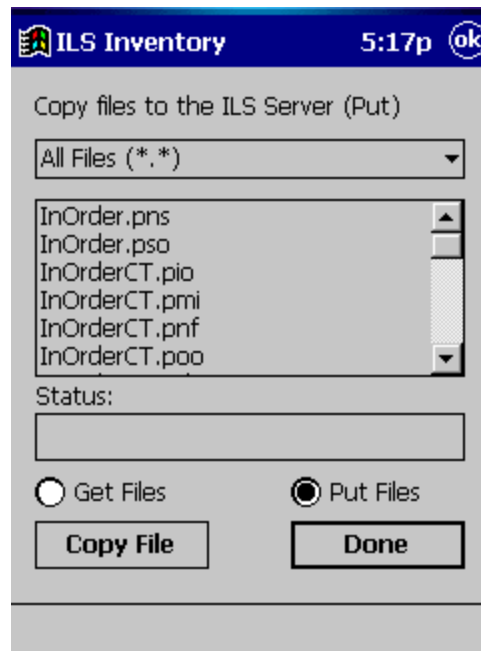 ILS Inventory 5:17p ok
Copy files to the ILS Server (Put)
All Files (*.*)
InOrder.pns
InOrder.pso
InOrderCT.pio
InOrderCT.pmi
InOrderCT.pnf
InOrderCT.poo
Status:
Get Files Put Files
Copy File Done